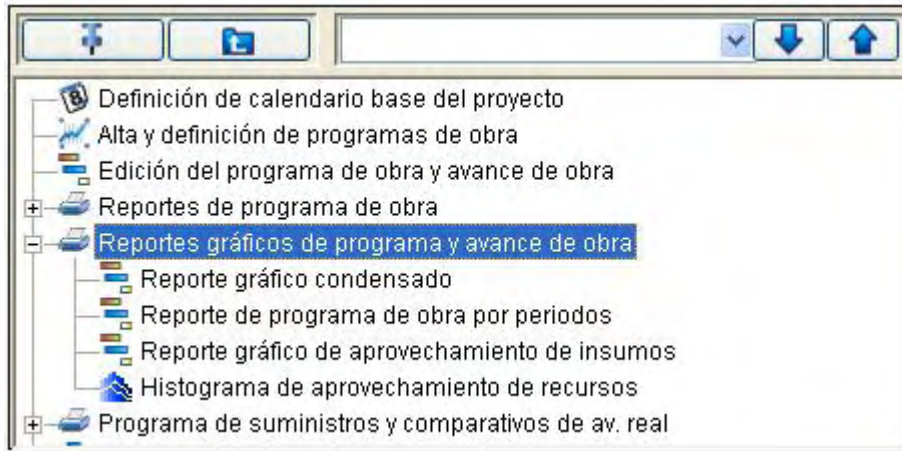 Definición de calendario base del proyecto
Alta y definición de programas de obra
Edición del programa de obra y avance de obra
Reportes de programa de obra
Reportes gráficos de programa y avance de obra
Reporte gráfico condensado
Reporte de programa de obra por periodos
Reporte gráfico de aprovechamiento de insumos
Histograma de aprovechamiento de recursos
Programa de suministros y comparativos de av. real